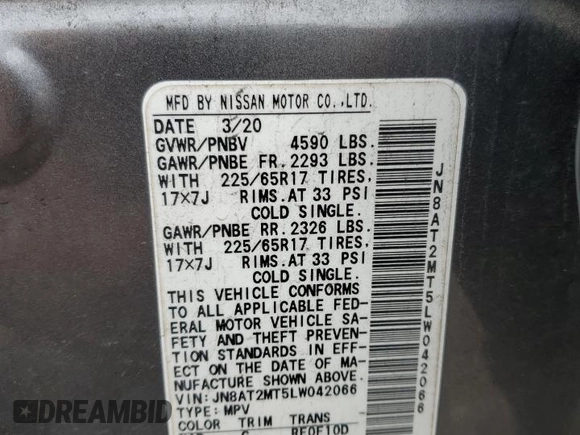 MFD BY NISSAN MOTOR CO.,LTD.
DATE 3/20
GVWR/PNBV 4590 LBS.
GAWR/PNBE FR. 2293 LBS.
WITH 225/65R17 TIRES,
17×7J RIMS.AT 33 PSI
COLD SINGLE.
GAWR/PNBE RR. 2326 LBS.
WITH 225/65R17 TIRES,
17×7J RIMS.AT 33 PSI
COLD SINGLE.
THIS VEHICLE CONFORMS
TO ALL APPLICABLE FED-
ERAL MOTOR VEHICLE SA-
FETY AND THEFT PREVEN-
TION STANDARDS IN EFF-
ECT ON THE DATE OF MA-
NUFACTURE SHOWN ABOVE.
VIN: JN8AT2MT5LW042066
TYPE: MPV
COLOR TRIM TRANS
G RE0F10D
JN8AT2MT5LW042066
DREAMBID